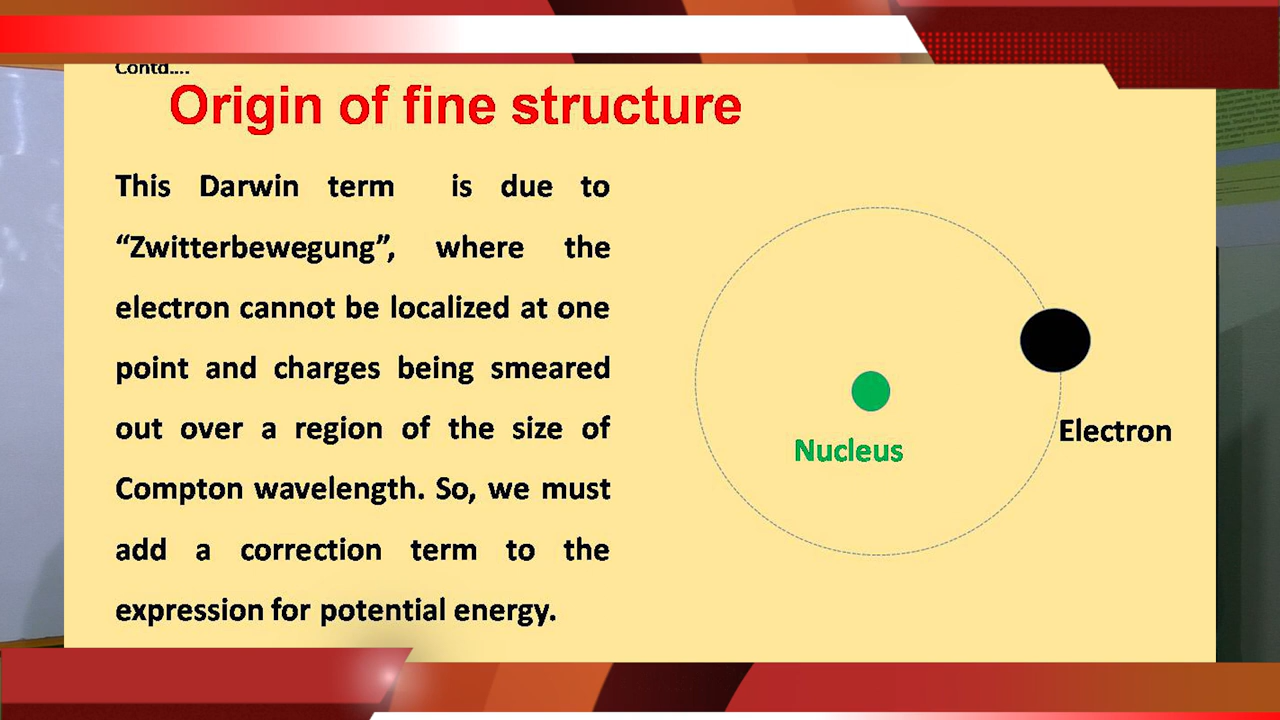 Contd....
Origin of fine structure
This Darwin term is due to
“Zwitterbewegung”, where the
electron cannot be localized at one
point and charges being smeared
out over a region of the size of
Compton wavelength. So, we must
add a correction term to the
expression for potential energy.
Nucleus
Electron